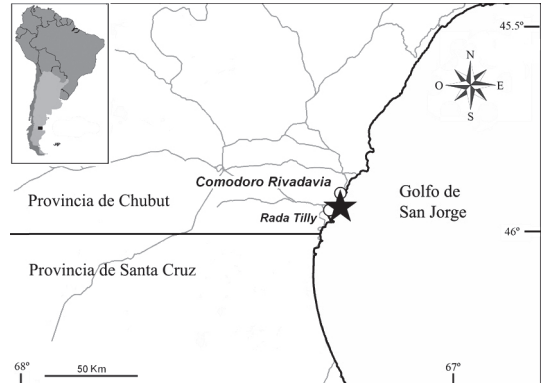 45.5º
N
O
E
S
Comodoro Rivadavia
Provincia de Chubut
Golfo de
San Jorge
Rada Tilly
46º
Provincia de Santa Cruz
68º
50 Km
67º